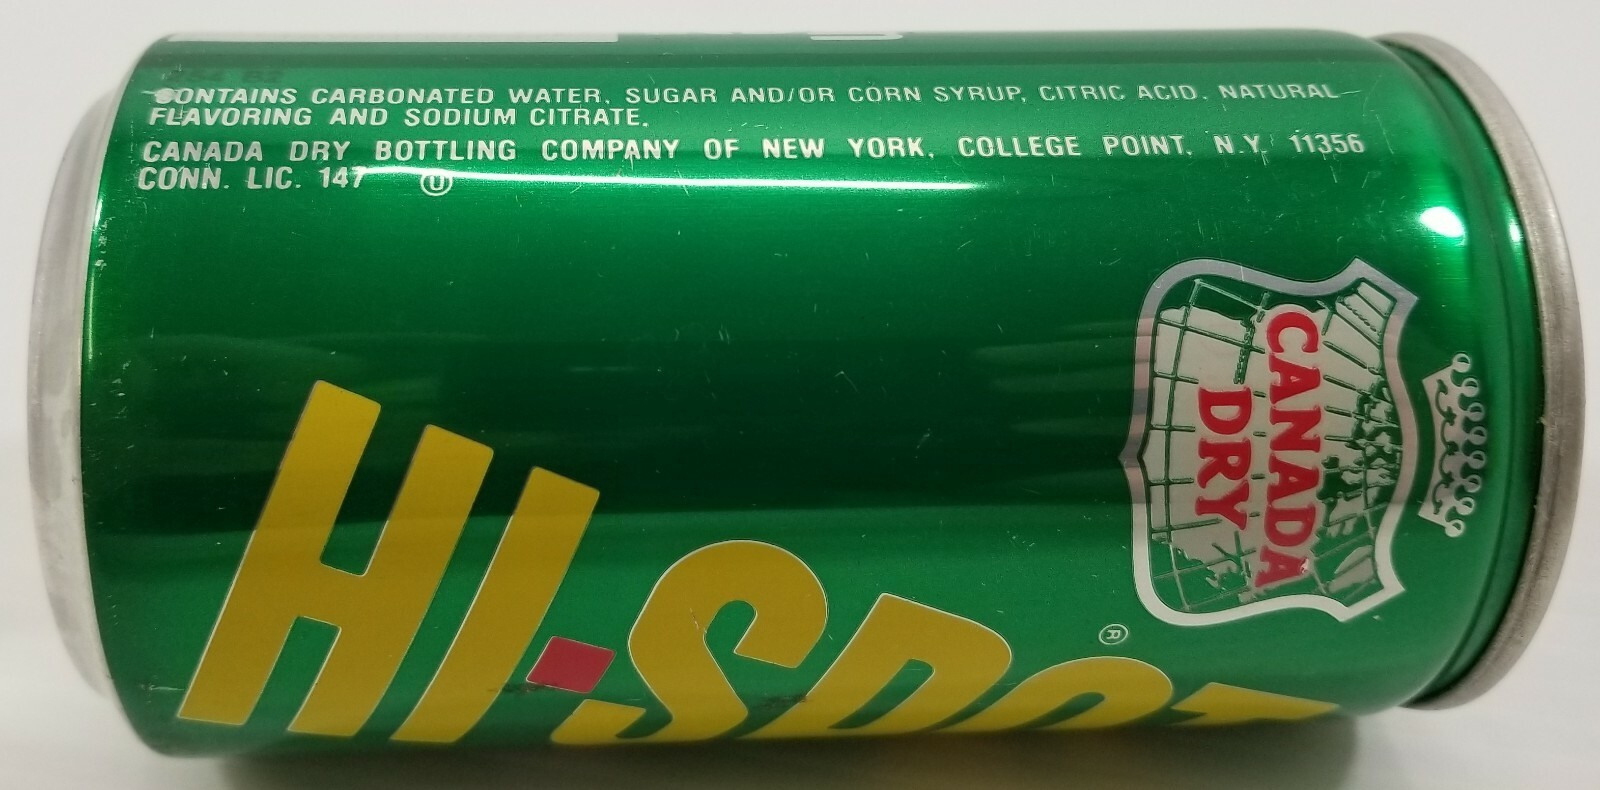 CONTAINS CARBONATED WATER, SUGAR AND/OR CORN SYRUP, CITRIC ACID, NATURAL
FLAVORING AND SODIUM CITRATE.
CANADA DRY BOTTLING COMPANY OF NEW YORK, COLLEGE POINT, N.Y. 11356
CONN. LIC. 147 Ⓤ
CANADA
DRY
HI-SPOT®